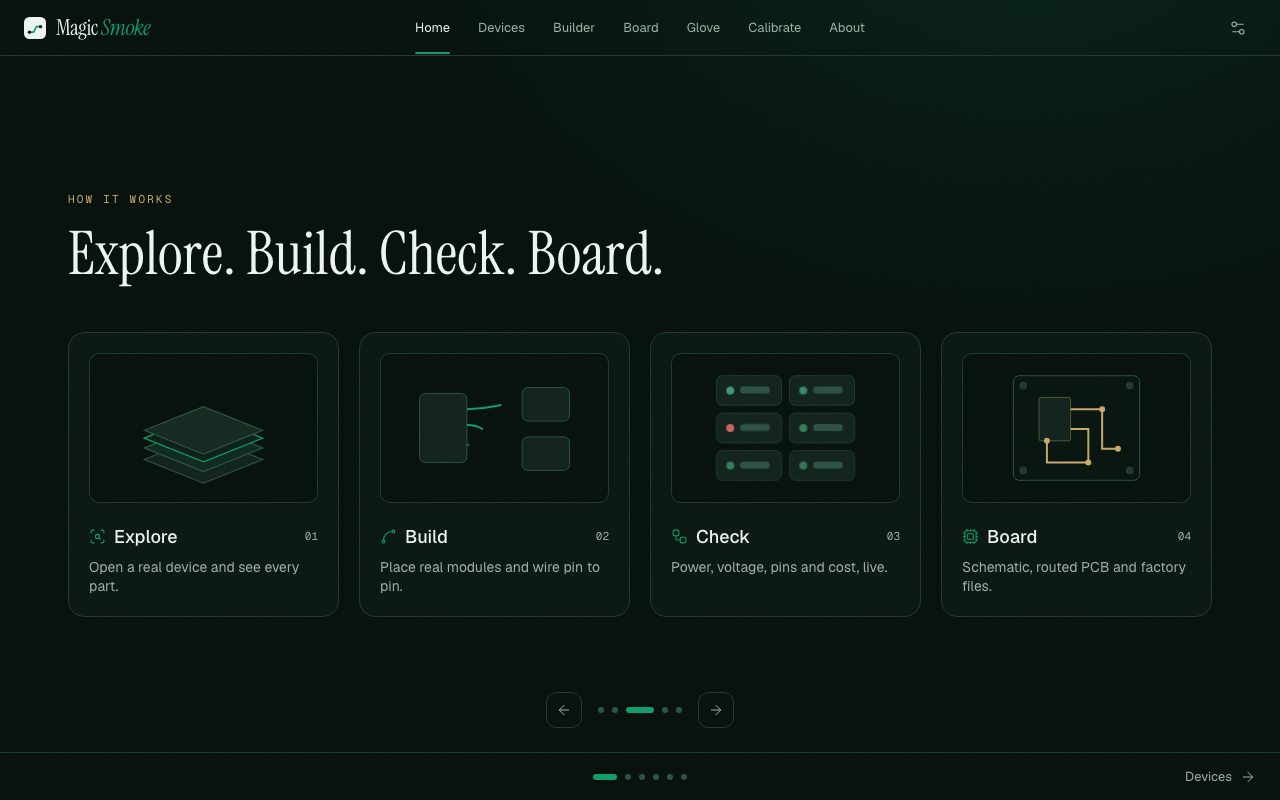 Magic Smoke
Home
Devices
Builder
Board
Glove
Calibrate
About
HOW IT WORKS
Explore. Build. Check. Board.
Explore
01
Open a real device and see every
part.
Build
02
Place real modules and wire pin to
pin.
Check
03
Power, voltage, pins and cost, live.
Board
04
Schematic, routed PCB and factory
files.
Devices